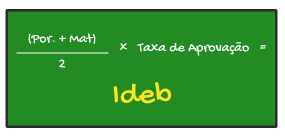 (Por. + Mat)
2
x Taxa de Aprovação =
Ideb